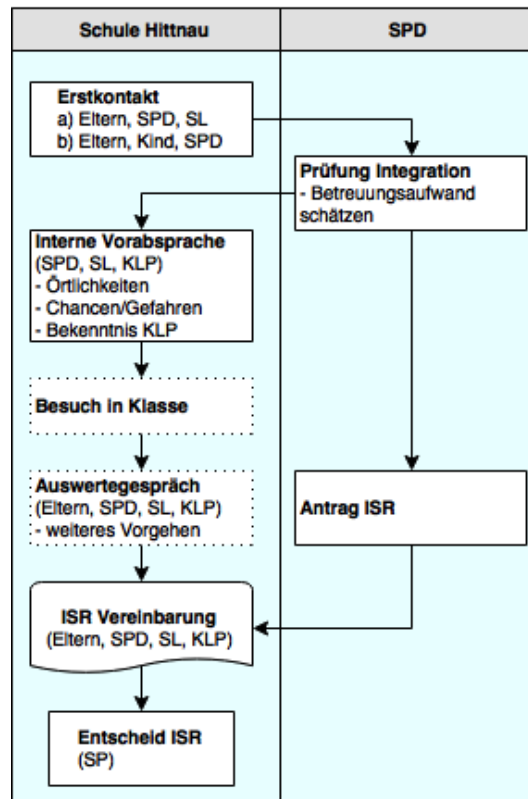 Schule Hittnau
SPD
Erstkontakt
a) Eltern, SPD, SL
b) Eltern, Kind, SPD
Prüfung Integration
- Betreuungsaufwand
schätzen
Interne Vorabsprache
(SPD, SL, KLP)
- Örtlichkeiten
- Chancen/Gefahren
- Bekenntnis KLP
Besuch in Klasse
Auswertegespräch
(Eltern, SPD, SL, KLP)
- weiteres Vorgehen
Antrag ISR
ISR Vereinbarung
(Eltern, SPD, SL, KLP)
Entscheid ISR
(SP)